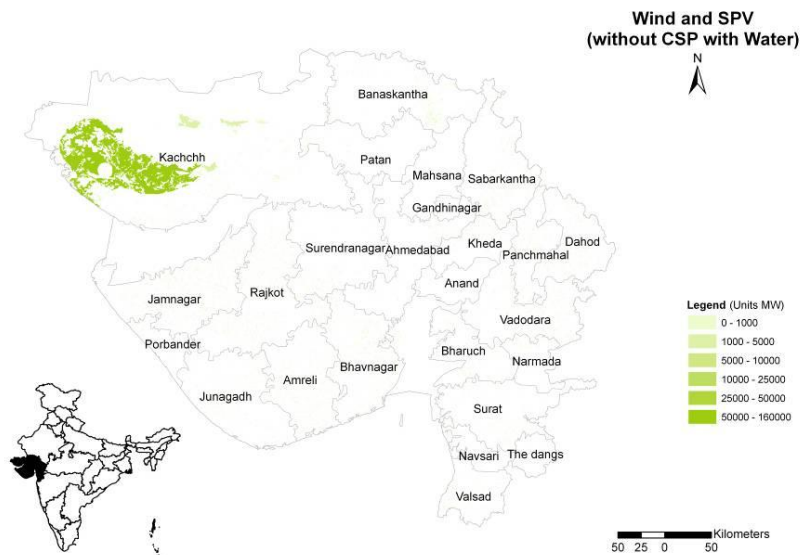 Wind and SPV
(without CSP with Water)
N
Banaskantha
Kachchh
Patan
Mahsana
Sabarkantha
Gandhinagar
Surendranagar
Ahmedabad
Kheda
Dahod
Panchmahal
Anand
Jamnagar
Rajkot
Vadodara
Porbander
Bharuch
Narmada
Bhavnagar
Amreli
Junagadh
Surat
Navsari
The dangs
Valsad
Legend (Units MW)
0 - 1000
1000 - 5000
5000 - 10000
10000 - 25000
25000 - 50000
50000 - 160000
Kilometers
50 25 0 50